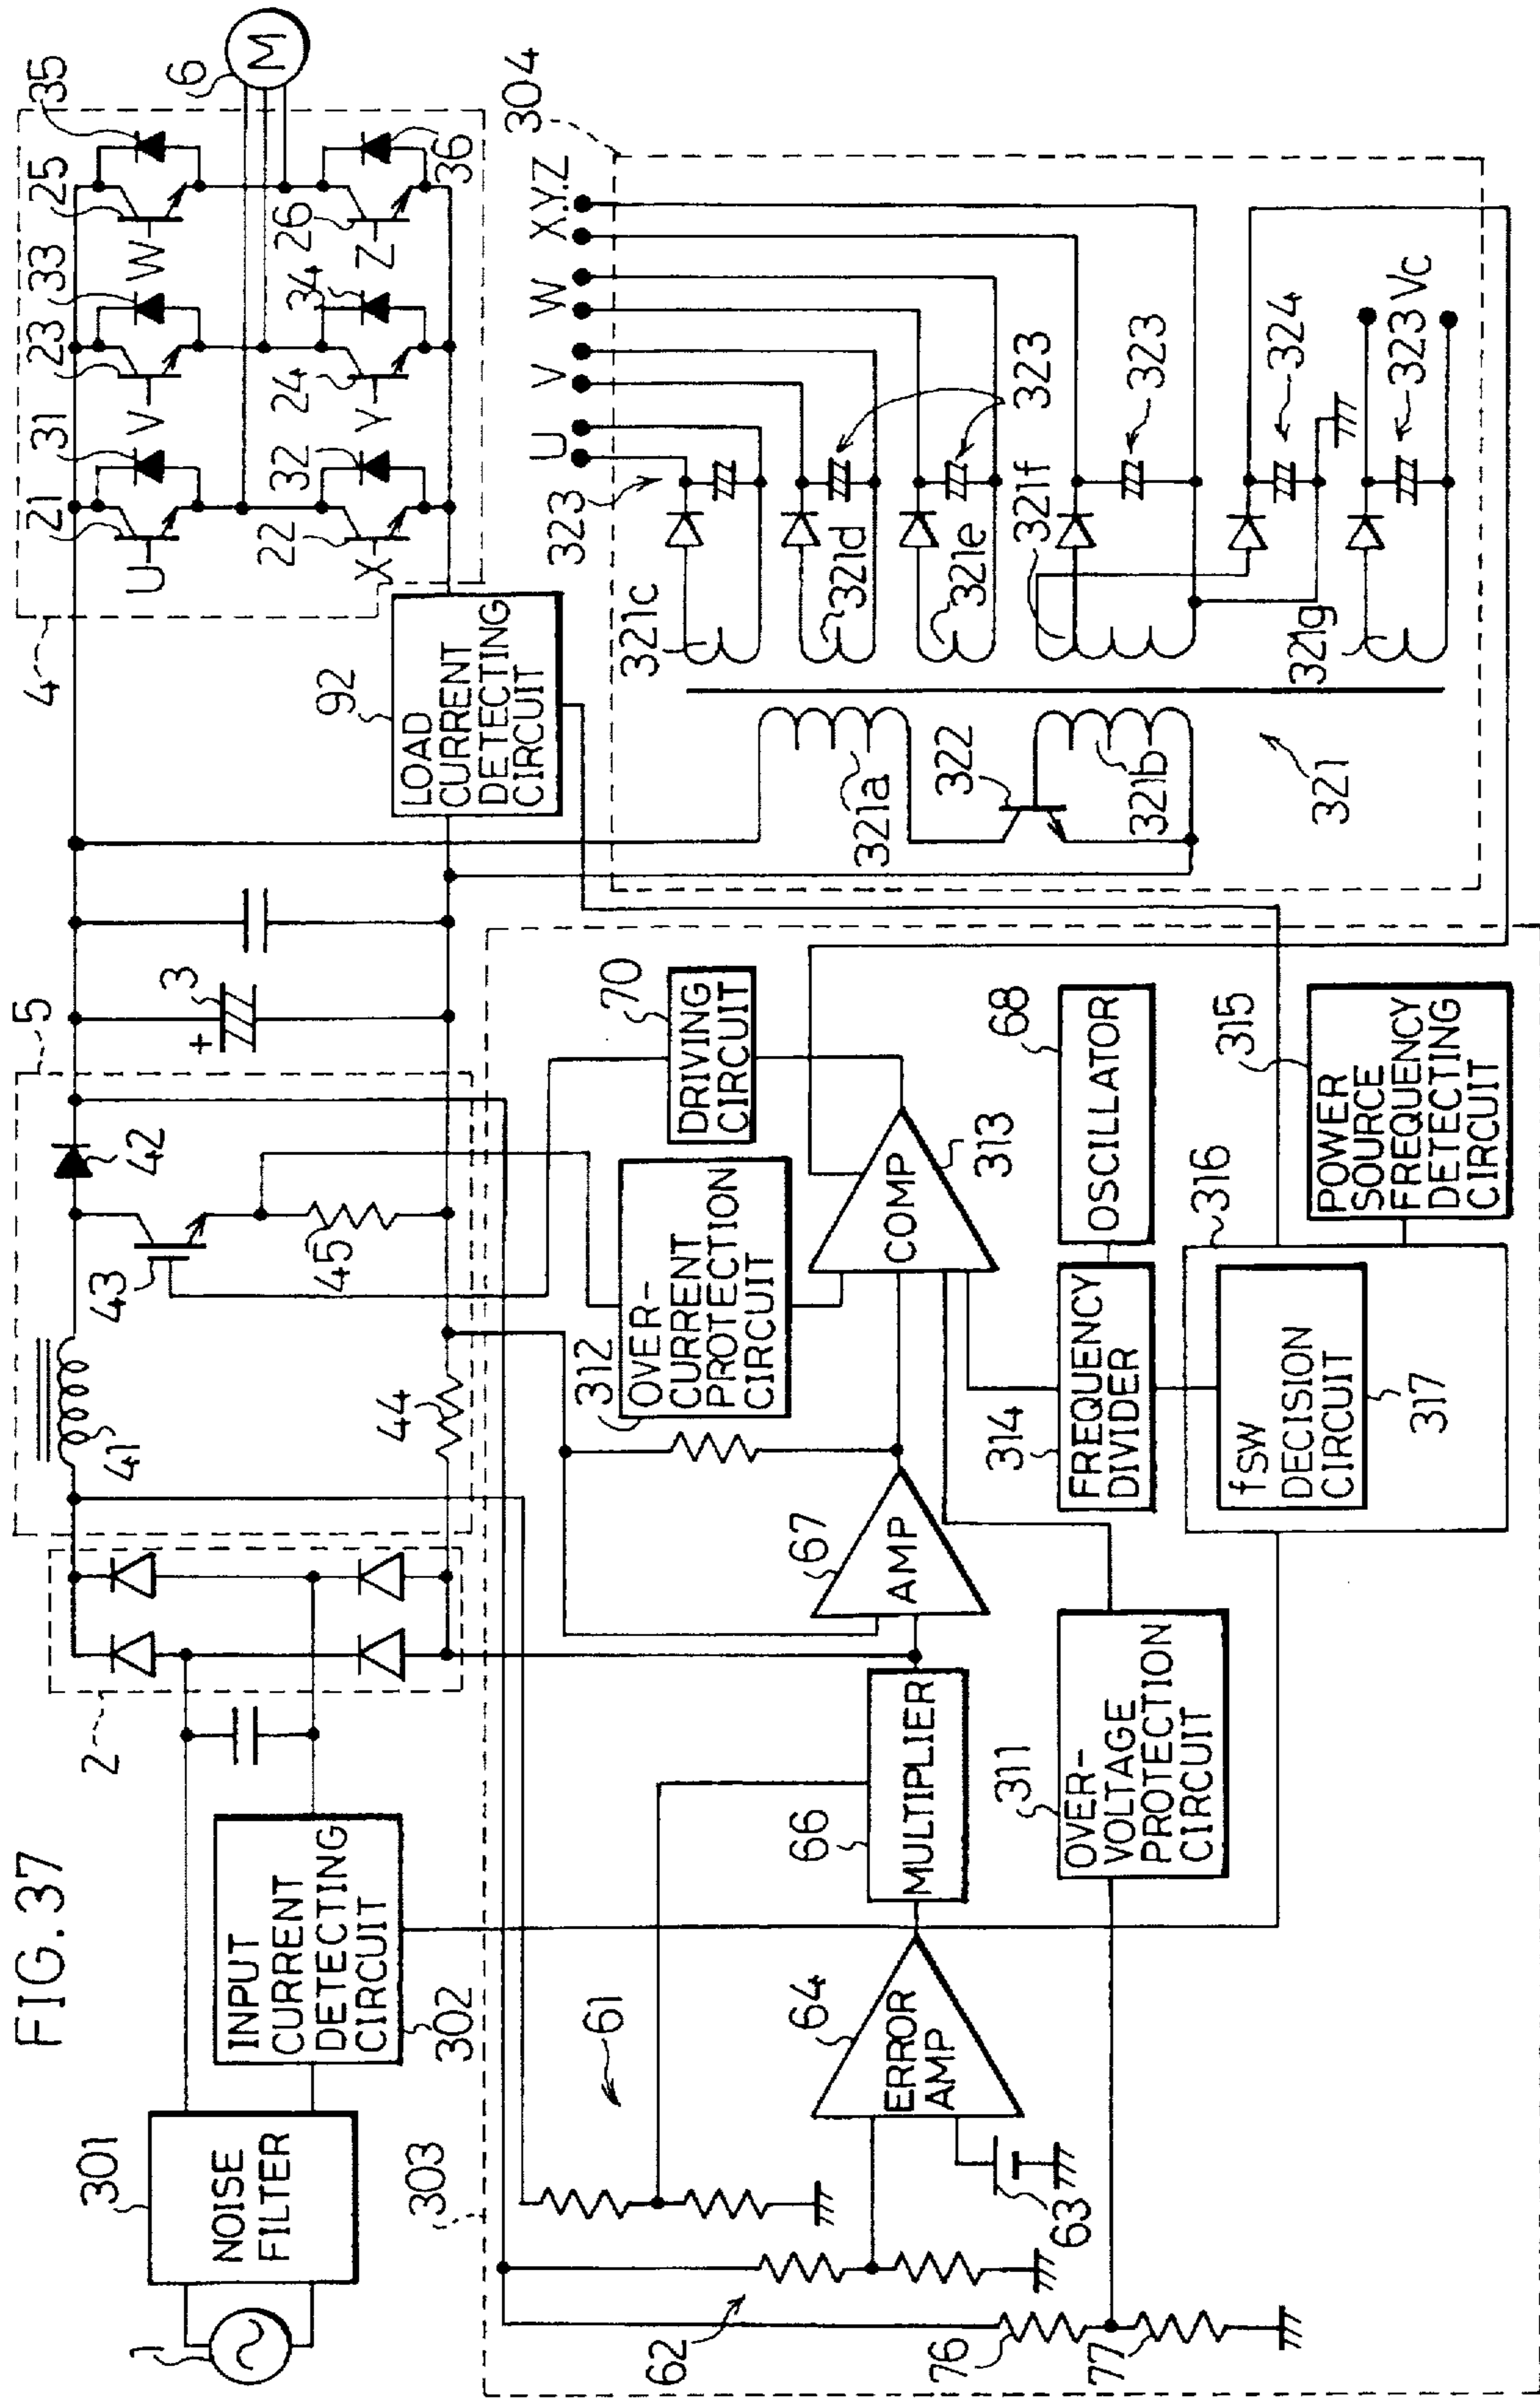 FIG.37
1
301
NOISE
FILTER
INPUT
CURRENT
DETECTING
CIRCUIT
302
2
5
41
42
43
44
45
3
+
4
92
LOAD
CURRENT
DETECTING
CIRCUIT
21
31
23
33
25
35
U
V
W
22
32
24
34
26
36
X
Y
Z
6
M
303
61
62
76
77
63
64
ERROR
AMP
66
MULTIPLIER
67
AMP
311
OVER-
VOLTAGE
PROTECTION
CIRCUIT
312
OVER-
CURRENT
PROTECTION
CIRCUIT
70
DRIVING
CIRCUIT
COMP
313
314
FREQUENCY
DIVIDER
68
OSCILLATOR
315
POWER
SOURCE
FREQUENCY
DETECTING
CIRCUIT
316
fSW
DECISION
CIRCUIT
317
304
U
V
W
X.Y.Z
323
321c
321d
321e
321f
321g
323
323
324
323
Vc
321a
322
321b
321